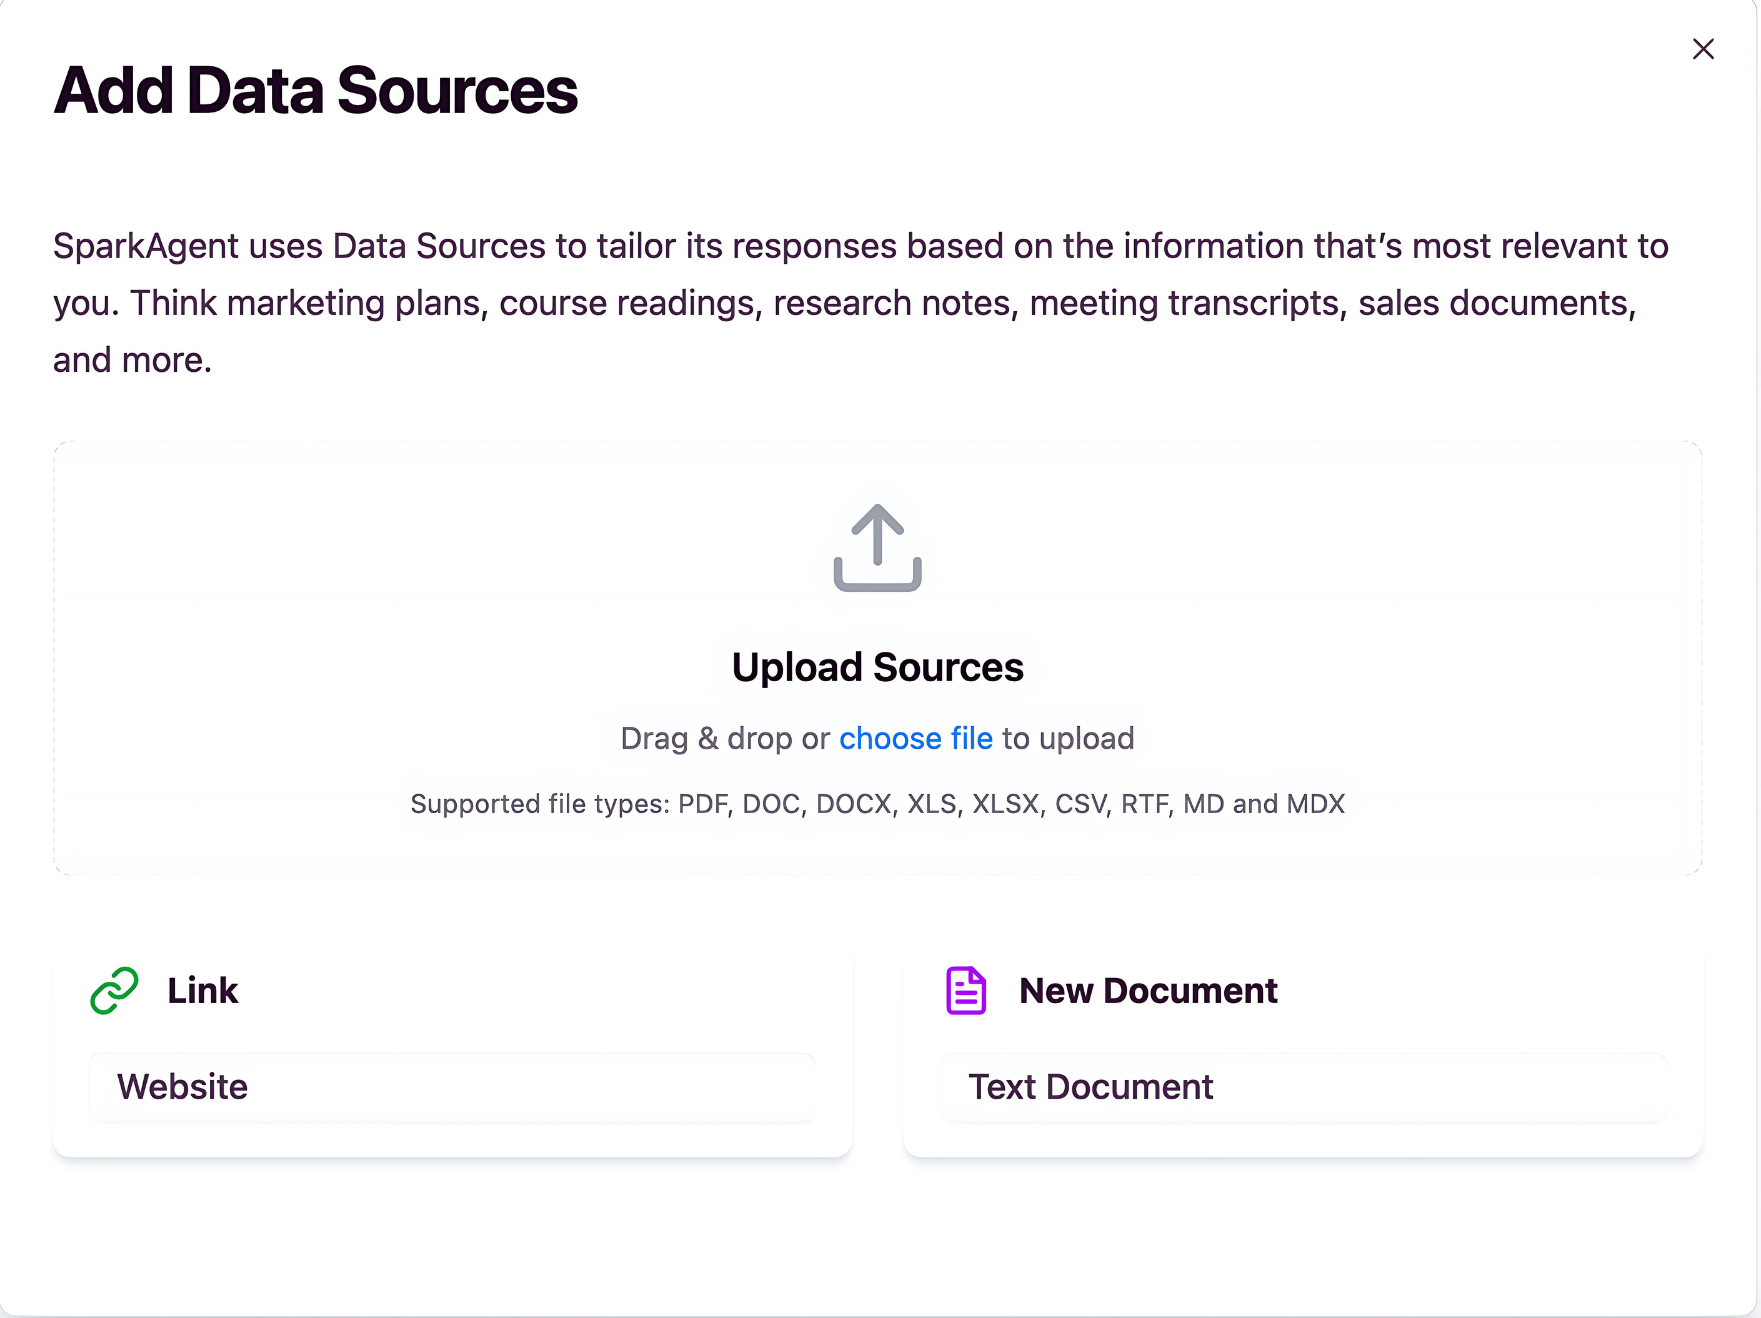 Add Data Sources
SparkAgent uses Data Sources to tailor its responses based on the information that’s most relevant to
you. Think marketing plans, course readings, research notes, meeting transcripts, sales documents,
and more.
Upload Sources
Drag & drop or choose file to upload
Supported file types: PDF, DOC, DOCX, XLS, XLSX, CSV, RTF, MD and MDX
Link
Website
New Document
Text Document